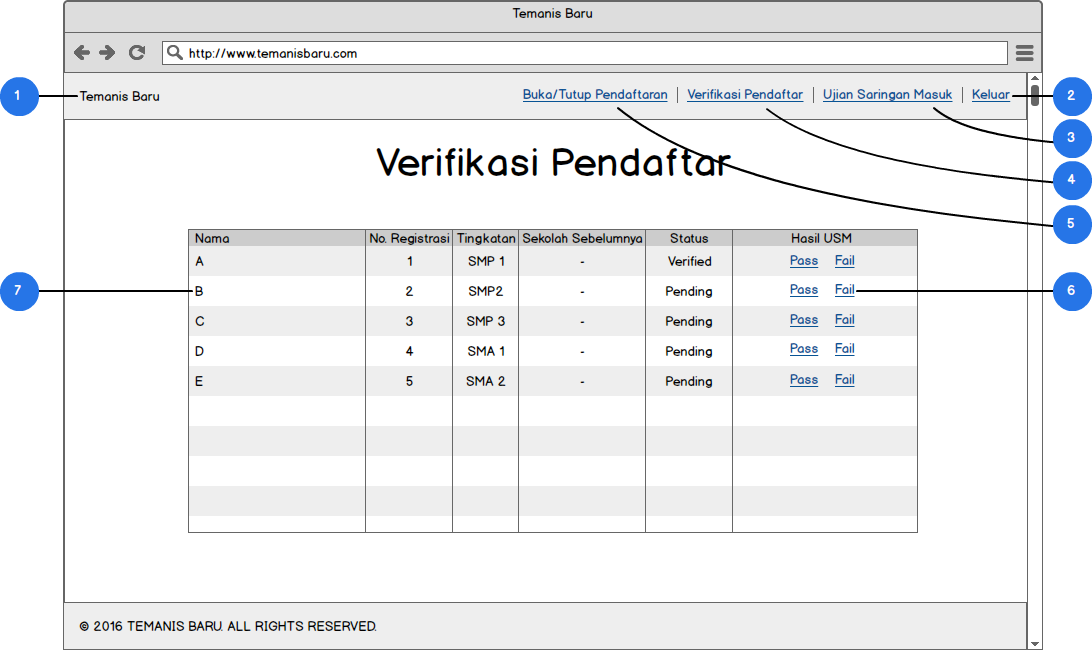 Temanis Baru
http://www.temanisbaru.com
1 Temanis Baru Buka/Tutup Pendaftaran Verifikasi Pendaftar Ujian Saringan Masuk Keluar 2
3
Verifikasi Pendaftar 4
5
Nama No. Registrasi Tingkatan Sekolah Sebelumnya Status Hasil USM
A 1 SMP 1 - Verified Pass Fail
7 B 2 SMP2 - Pending Pass Fail 6
C 3 SMP 3 - Pending Pass Fail
D 4 SMA 1 - Pending Pass Fail
E 5 SMA 2 - Pending Pass Fail
© 2016 TEMANIS BARU. ALL RIGHTS RESERVED.